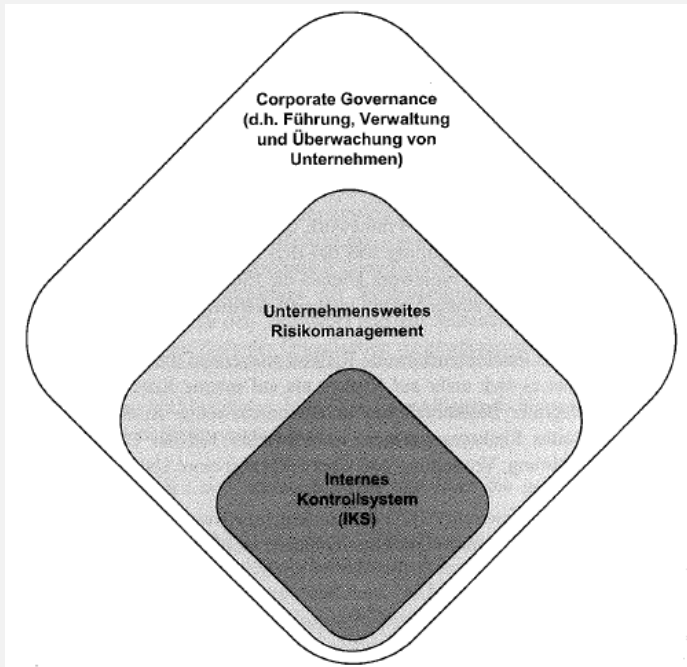 Corporate Governance
(d.h. Führung, Verwaltung
und Überwachung von
Unternehmen)
Unternehmensweites
Risikomanagement
Internes
Kontrollsystem
(IKS)